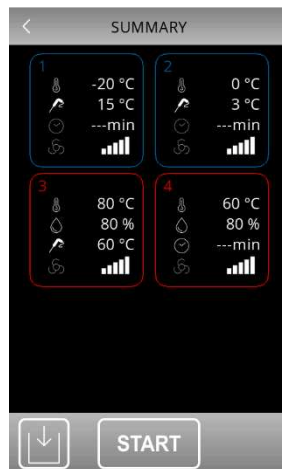 SUMMARY
1
-20 °C
15 °C
---min
2
0 °C
3 °C
---min
3
80 °C
80 %
60 °C
4
60 °C
80 %
---min
START